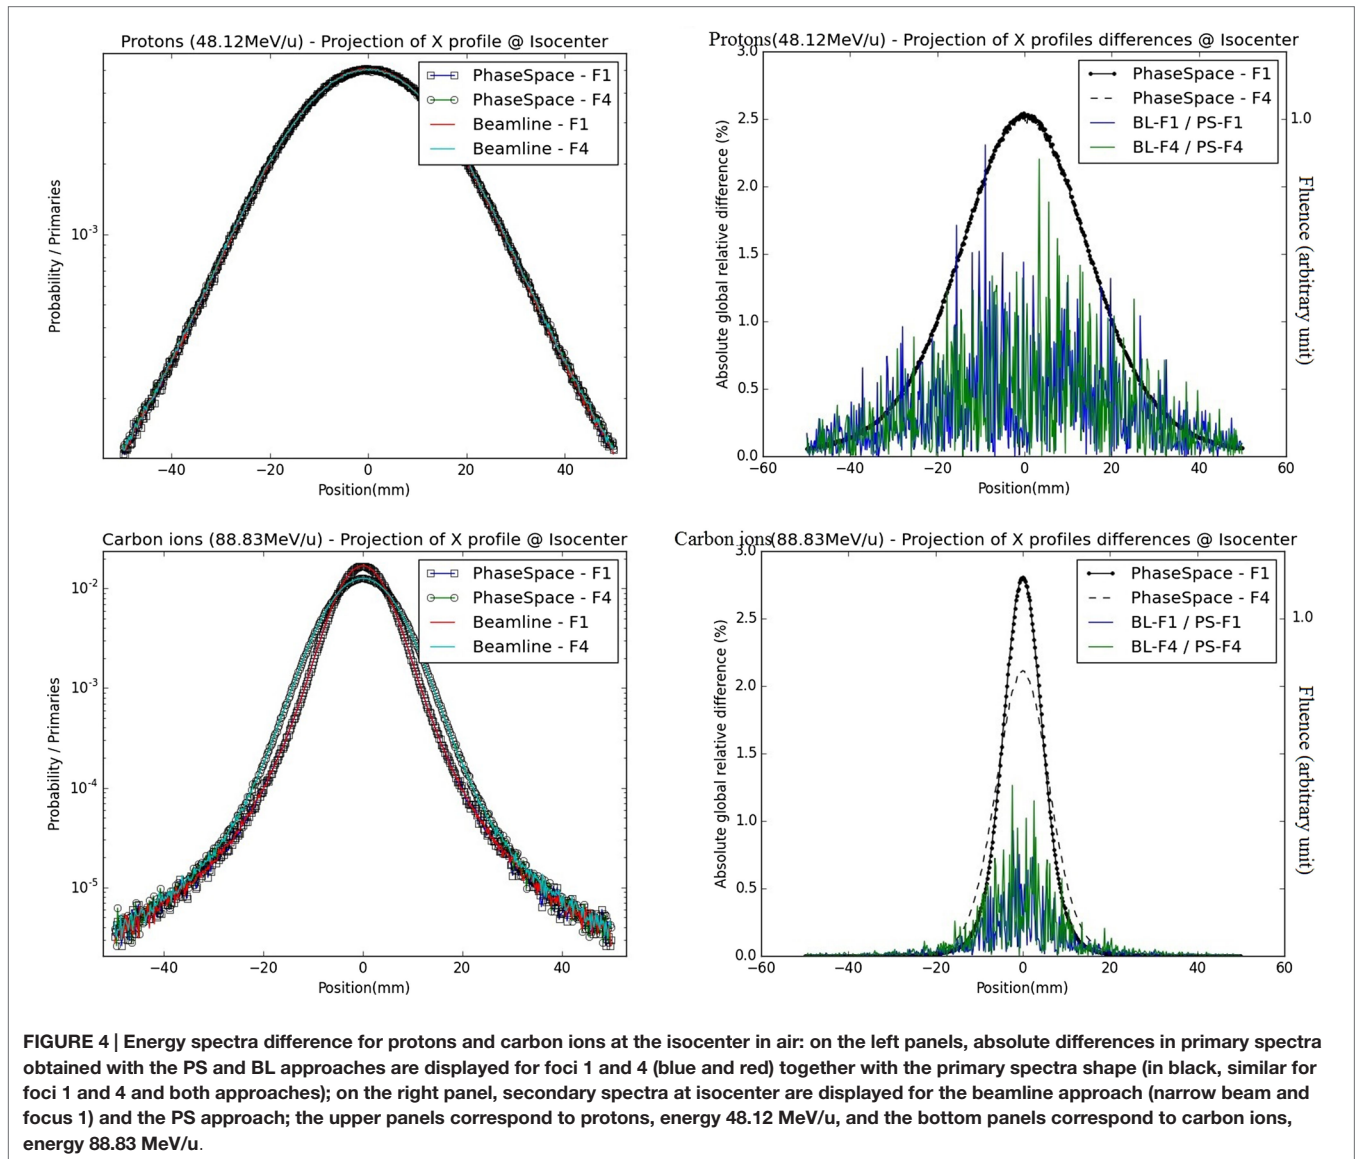 Protons (48.12MeV/u) - Projection of X profile @ Isocenter
PhaseSpace - F1
PhaseSpace - F4
Beamline - F1
Beamline - F4
Probability / Primaries
10⁻³
−40 −20 0 20 40
Position(mm)
Protons(48.12MeV/u) - Projection of X profiles differences @ Isocenter
3.0
2.5
2.0
1.5
1.0
0.5
0.0
Absolute global relative difference (%)
PhaseSpace - F1
PhaseSpace - F4
BL-F1 / PS-F1
BL-F4 / PS-F4
1.0
Fluence (arbitrary unit)
−60 −40 −20 0 20 40 60
Position(mm)
Carbon ions (88.83MeV/u) - Projection of X profile @ Isocenter
PhaseSpace - F1
PhaseSpace - F4
Beamline - F1
Beamline - F4
Probability / Primaries
10⁻²
10⁻³
10⁻⁴
10⁻⁵
−40 −20 0 20 40
Position(mm)
Carbon ions(88.83MeV/u) - Projection of X profiles differences @ Isocenter
3.0
2.5
2.0
1.5
1.0
0.5
0.0
Absolute global relative difference (%)
PhaseSpace - F1
PhaseSpace - F4
BL-F1 / PS-F1
BL-F4 / PS-F4
1.0
Fluence (arbitrary unit)
−60 −40 −20 0 20 40 60
Position(mm)
FIGURE 4 | Energy spectra difference for protons and carbon ions at the isocenter in air: on the left panels, absolute differences in primary spectra
obtained with the PS and BL approaches are displayed for foci 1 and 4 (blue and red) together with the primary spectra shape (in black, similar for
foci 1 and 4 and both approaches); on the right panel, secondary spectra at isocenter are displayed for the beamline approach (narrow beam and
focus 1) and the PS approach; the upper panels correspond to protons, energy 48.12 MeV/u, and the bottom panels correspond to carbon ions,
energy 88.83 MeV/u.